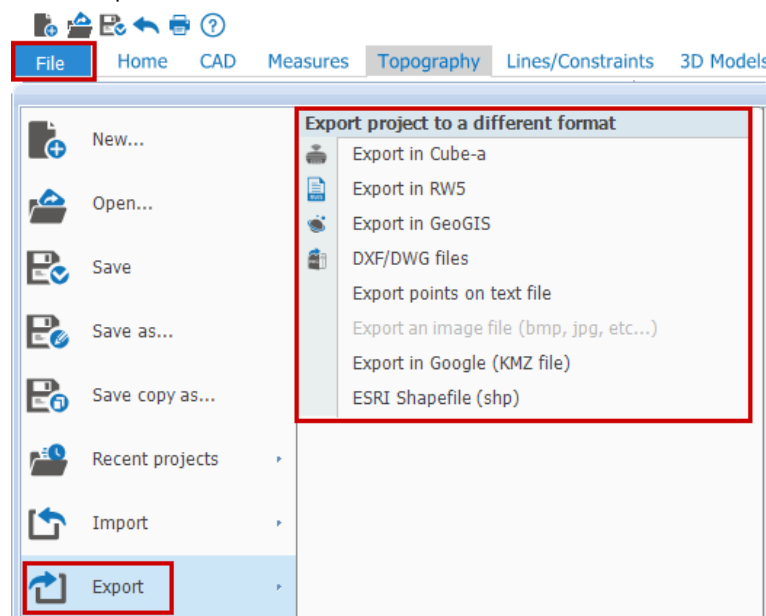 File Home CAD Measures Topography Lines/Constraints 3D Models
New...
Open...
Save
Save as...
Save copy as...
Recent projects
Import
Export
Export project to a different format
Export in Cube-a
Export in RW5
Export in GeoGIS
DXF/DWG files
Export points on text file
Export an image file (bmp, jpg, etc...)
Export in Google (KMZ file)
ESRI Shapefile (shp)